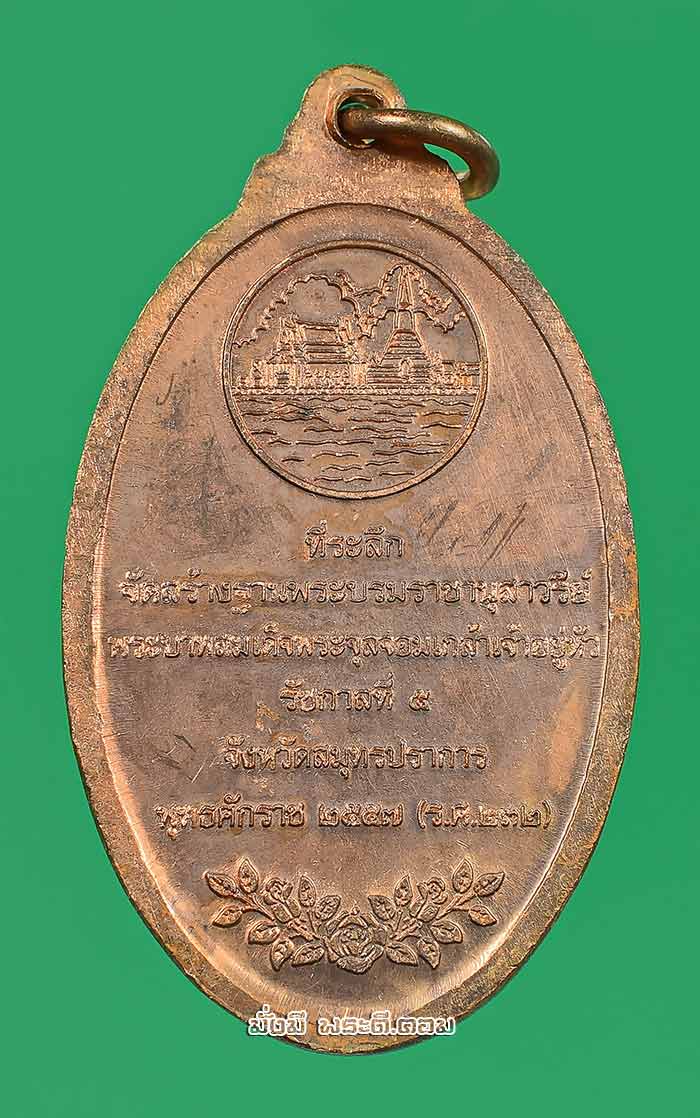 ที่ระลึก
จัดสร้างฐานพระบรมราชานุสาวรีย์
พระบาทสมเด็จพระจุลจอมเกล้าเจ้าอยู่หัว
รัชกาลที่ ๕
จังหวัดสมุทรปราการ
พุทธศักราช ๒๕๕๗ (ร.ศ.๒๓๒)
มั่งมี พระดี.คอม